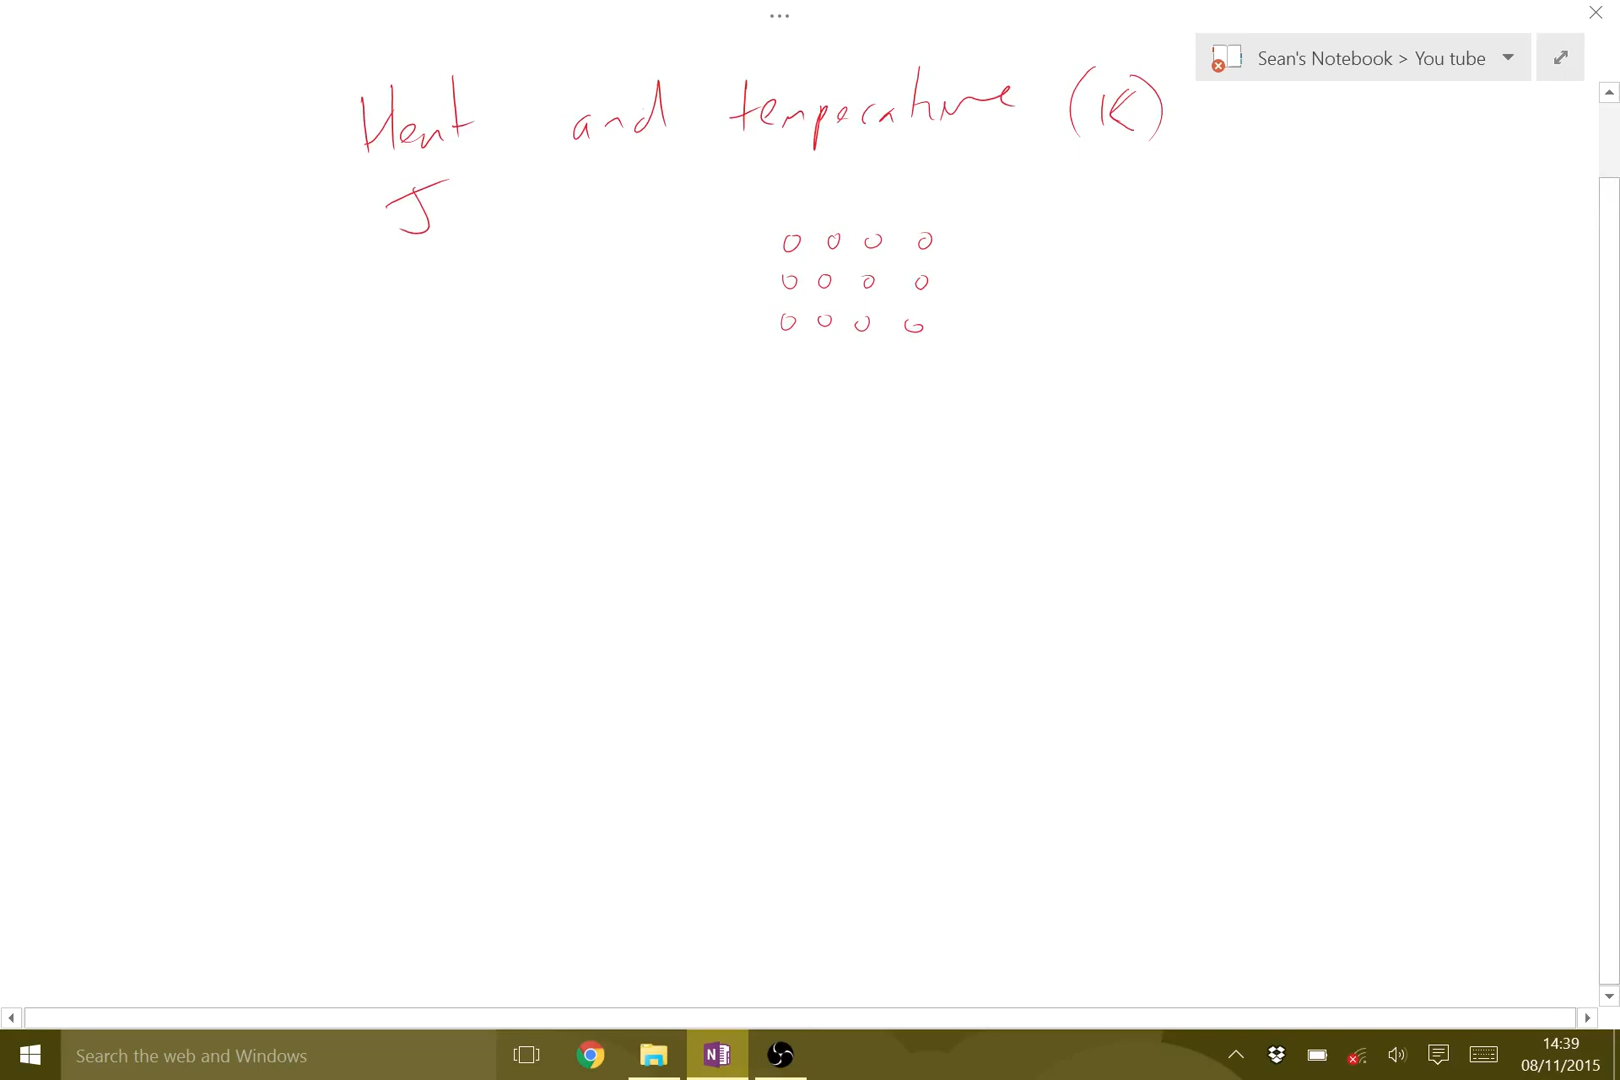 Sean's Notebook > You tube
Heat and temperature (K)
J
Search the web and Windows
14:39
08/11/2015